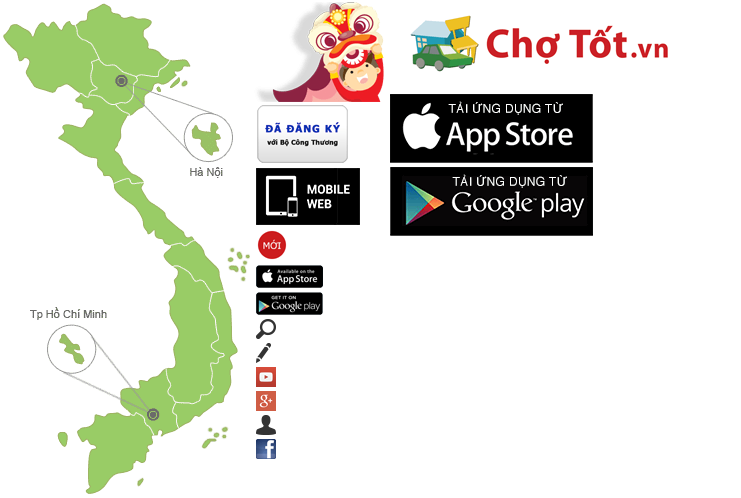 Chợ Tốt.vn
ĐÃ ĐĂNG KÝ
với Bộ Công Thương
TẢI ỨNG DỤNG TỪ
App Store
Hà Nội
MOBILE
WEB
TẢI ỨNG DỤNG TỪ
Google play
MỚI
Available on the
App Store
GET IT ON
Google play
Tp Hồ Chí Minh
g+
f